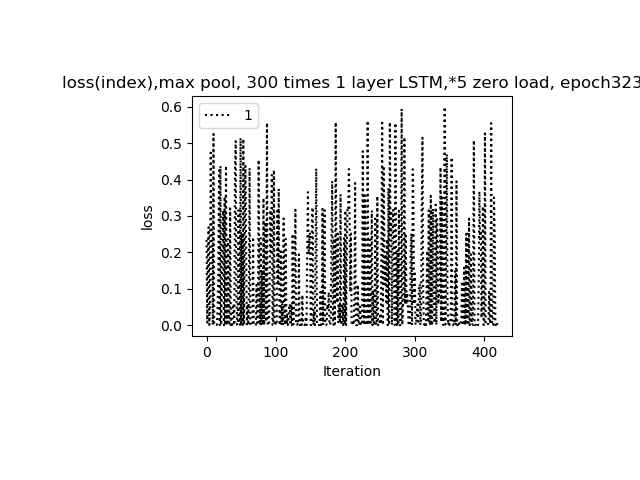 loss(index),max pool, 300 times 1 layer LSTM,*5 zero load, epoch323
1
0.6
0.5
0.4
0.3
0.2
0.1
0.0
loss
0 100 200 300 400
Iteration